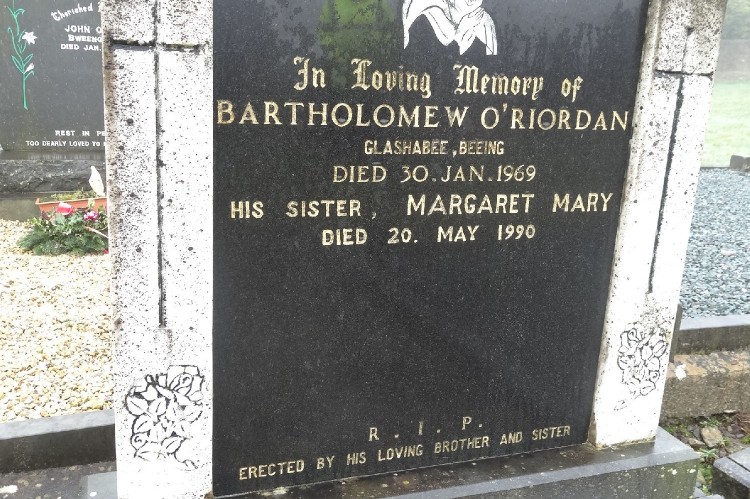 Cherished
JOHN
DIED JAN.
REST IN
TOO DEARLY LOVED TO
In Loving Memory of
BARTHOLOMEW O'RIORDAN
GLASHABEE, BEEING
DIED 30. JAN. 1969
HIS SISTER, MARGARET MARY
DIED 20. MAY 1990
R. I. P.
ERECTED BY HIS LOVING BROTHER AND SISTER